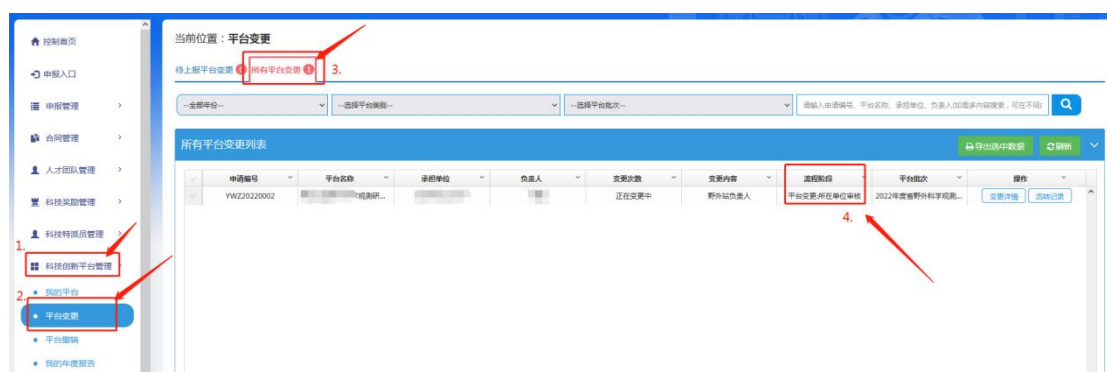 控制首页
申报入口
申报管理
合同管理
人才团队管理
科技奖励管理
科技特派员管理
1.
科技创新平台管理
2.
我的平台
平台变更
平台撤销
我的年度报告
当前位置：平台变更
待上报平台变更 所有平台变更 1 3.
--全部年份-- --选择平台类别-- --选择平台批次-- 请输入申请编号、平台名称、承担单位、负责人(如需多内容搜索，可在不同
所有平台变更列表 导出选中数据 刷新
申请编号 平台名称 承担单位 负责人 变更次数 变更内容 流程阶段 平台批次 操作
YWZ20220002 观测研... 正在变更中 野外站负责人 平台变更:所在单位审核 2022年度省野外科学观测... 变更详情 流转记录
4.